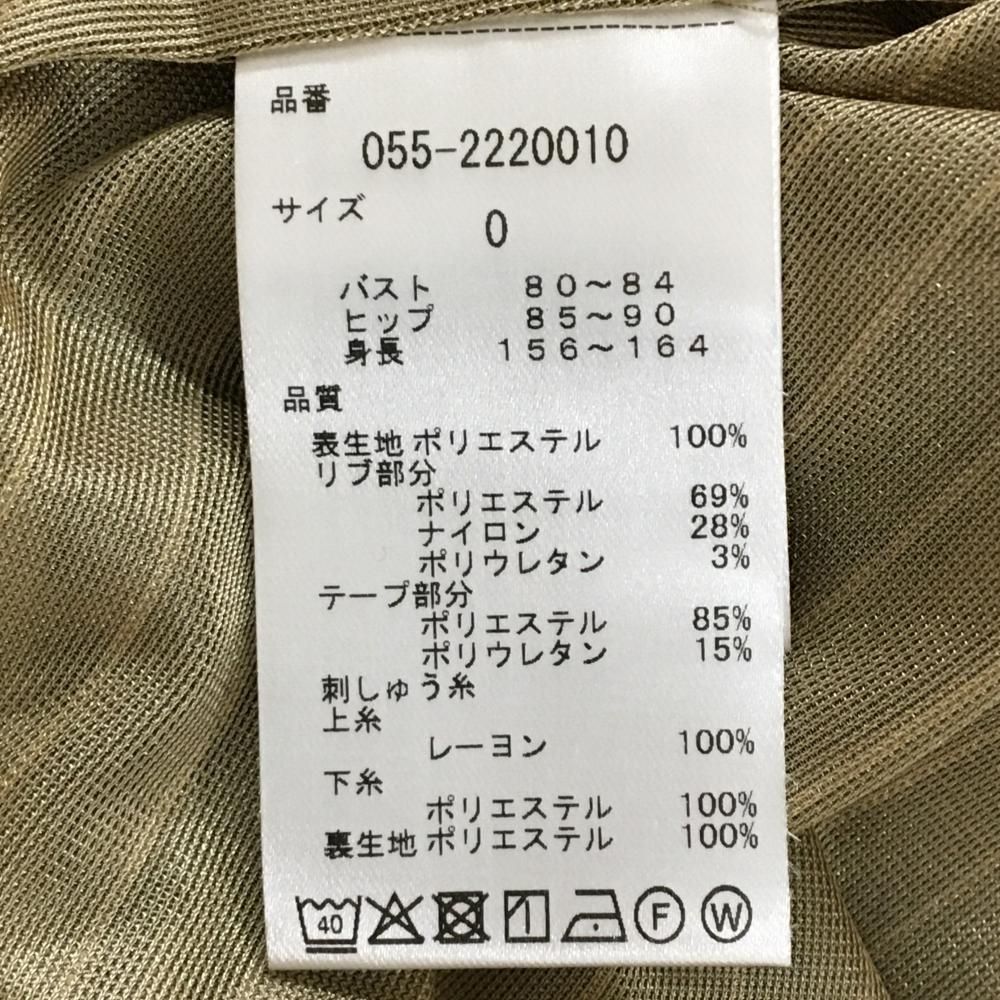 品番
055-2220010
サイズ
0
バスト 80～84
ヒップ 85～90
身長 156～164
品質
表生地 ポリエステル 100%
リブ部分
ポリエステル 69%
ナイロン 28%
ポリウレタン 3%
テープ部分
ポリエステル 85%
ポリウレタン 15%
刺しゅう糸
上糸
レーヨン 100%
下糸
ポリエステル 100%
裏生地 ポリエステル 100%
40 F W